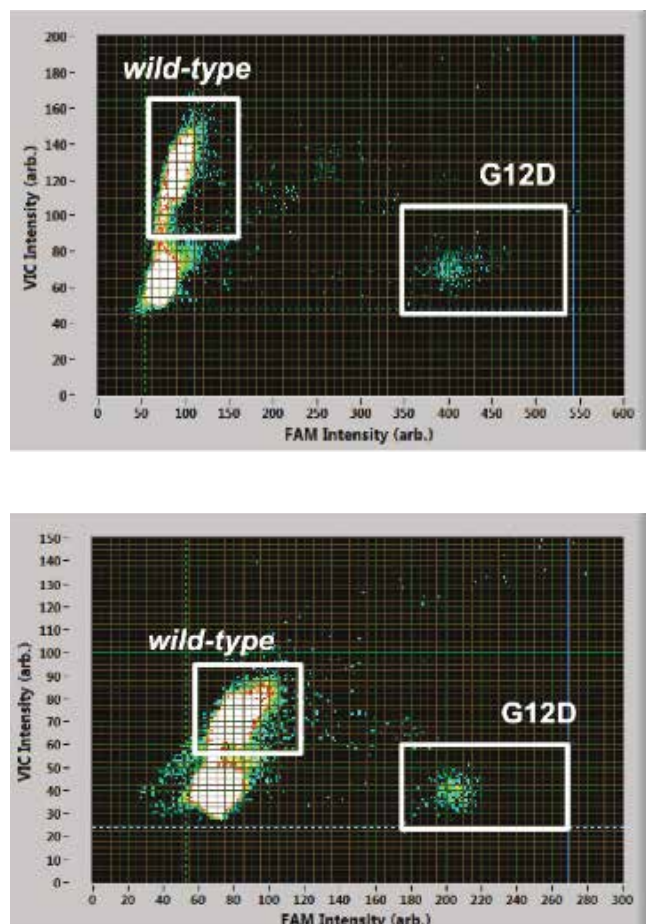 200-
180-
wild-type
160-
140-
120-
G12D
100-
80-
60-
40-
20-
0-
VIC Intensity (arb.)
0 50 100 150 200 250 300 350 400 450 500 550 600
FAM Intensity (arb.)
150-
140-
130-
120-
110-
wild-type
100-
90-
80-
G12D
70-
60-
50-
40-
30-
20-
10-
0-
VIC Intensity (arb.)
0 20 40 60 80 100 120 140 160 180 200 220 240 260 280 300
FAM Intensity (arb.)